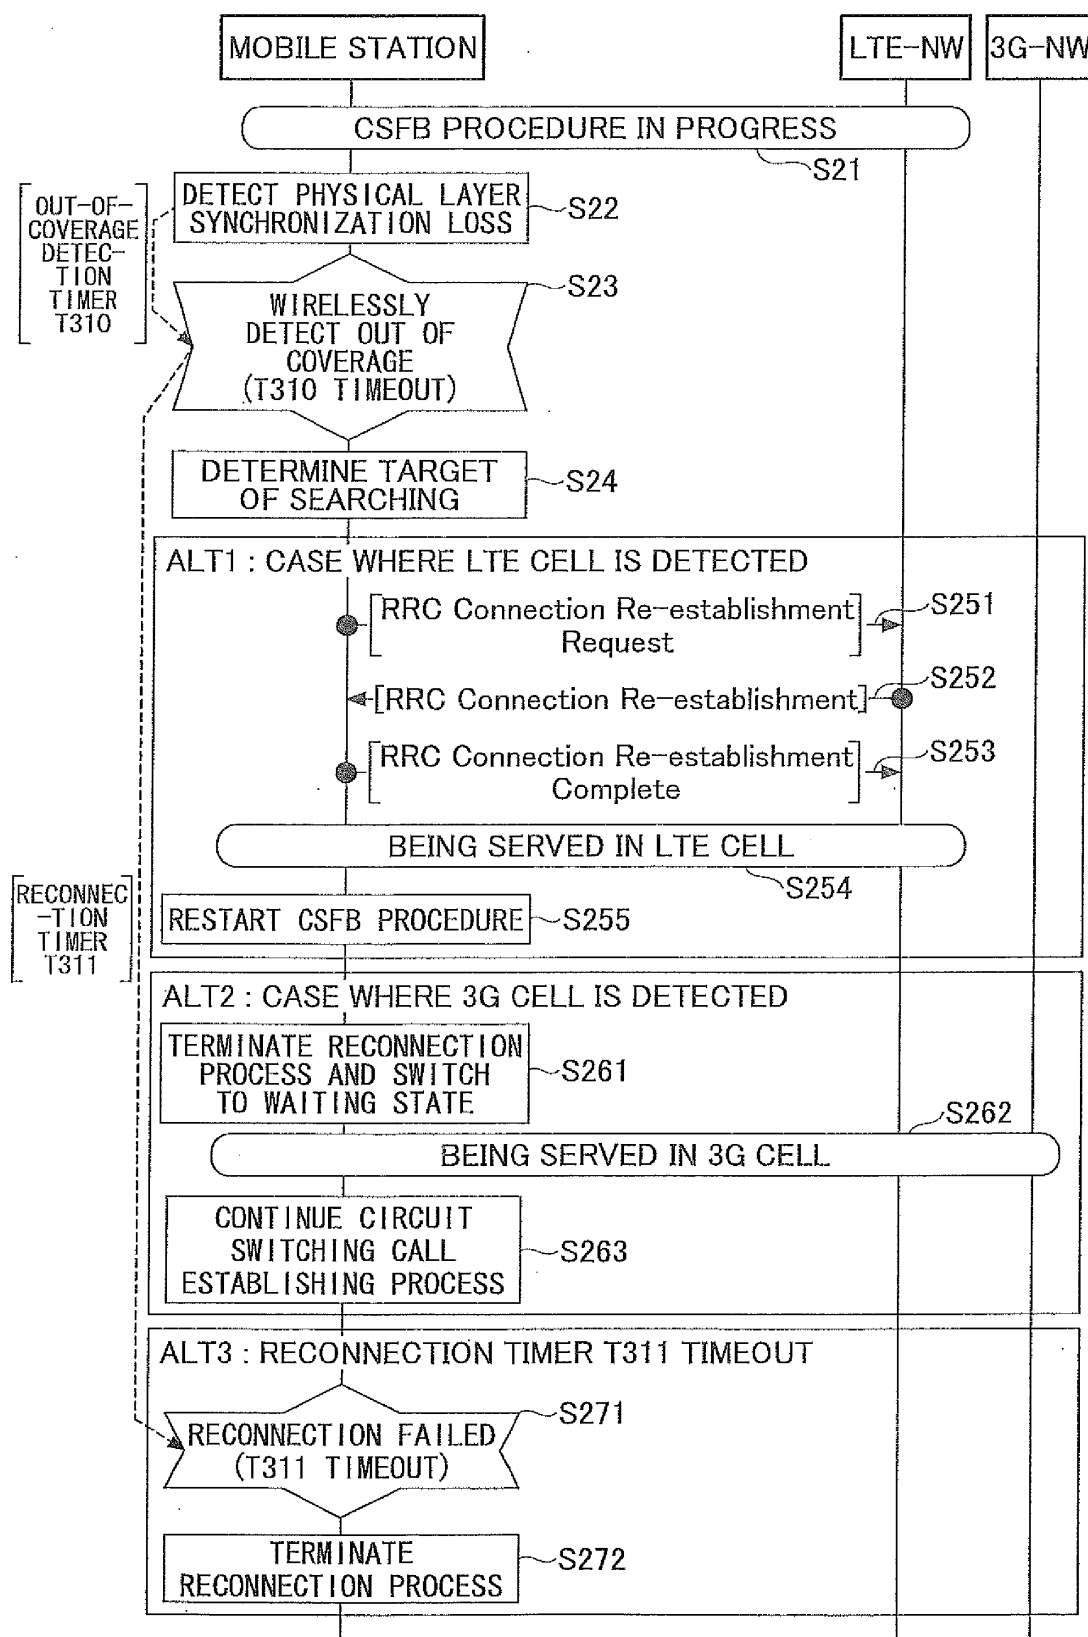 MOBILE STATION
LTE-NW
3G-NW
CSFB PROCEDURE IN PROGRESS
S21
OUT-OF-
COVERAGE
DETEC-
TION
TIMER
T310
DETECT PHYSICAL LAYER
SYNCHRONIZATION LOSS
S22
WIRELESSLY
DETECT OUT OF
COVERAGE
(T310 TIMEOUT)
S23
DETERMINE TARGET
OF SEARCHING
S24
ALT1 : CASE WHERE LTE CELL IS DETECTED
[RRC Connection Re-establishment
Request]
S251
[RRC Connection Re-establishment]
S252
[RRC Connection Re-establishment
Complete]
S253
BEING SERVED IN LTE CELL
S254
RECONNEC
-TION
TIMER
T311
RESTART CSFB PROCEDURE
S255
ALT2 : CASE WHERE 3G CELL IS DETECTED
TERMINATE RECONNECTION
PROCESS AND SWITCH
TO WAITING STATE
S261
S262
BEING SERVED IN 3G CELL
CONTINUE CIRCUIT
SWITCHING CALL
ESTABLISHING PROCESS
S263
ALT3 : RECONNECTION TIMER T311 TIMEOUT
RECONNECTION FAILED
(T311 TIMEOUT)
S271
TERMINATE
RECONNECTION PROCESS
S272